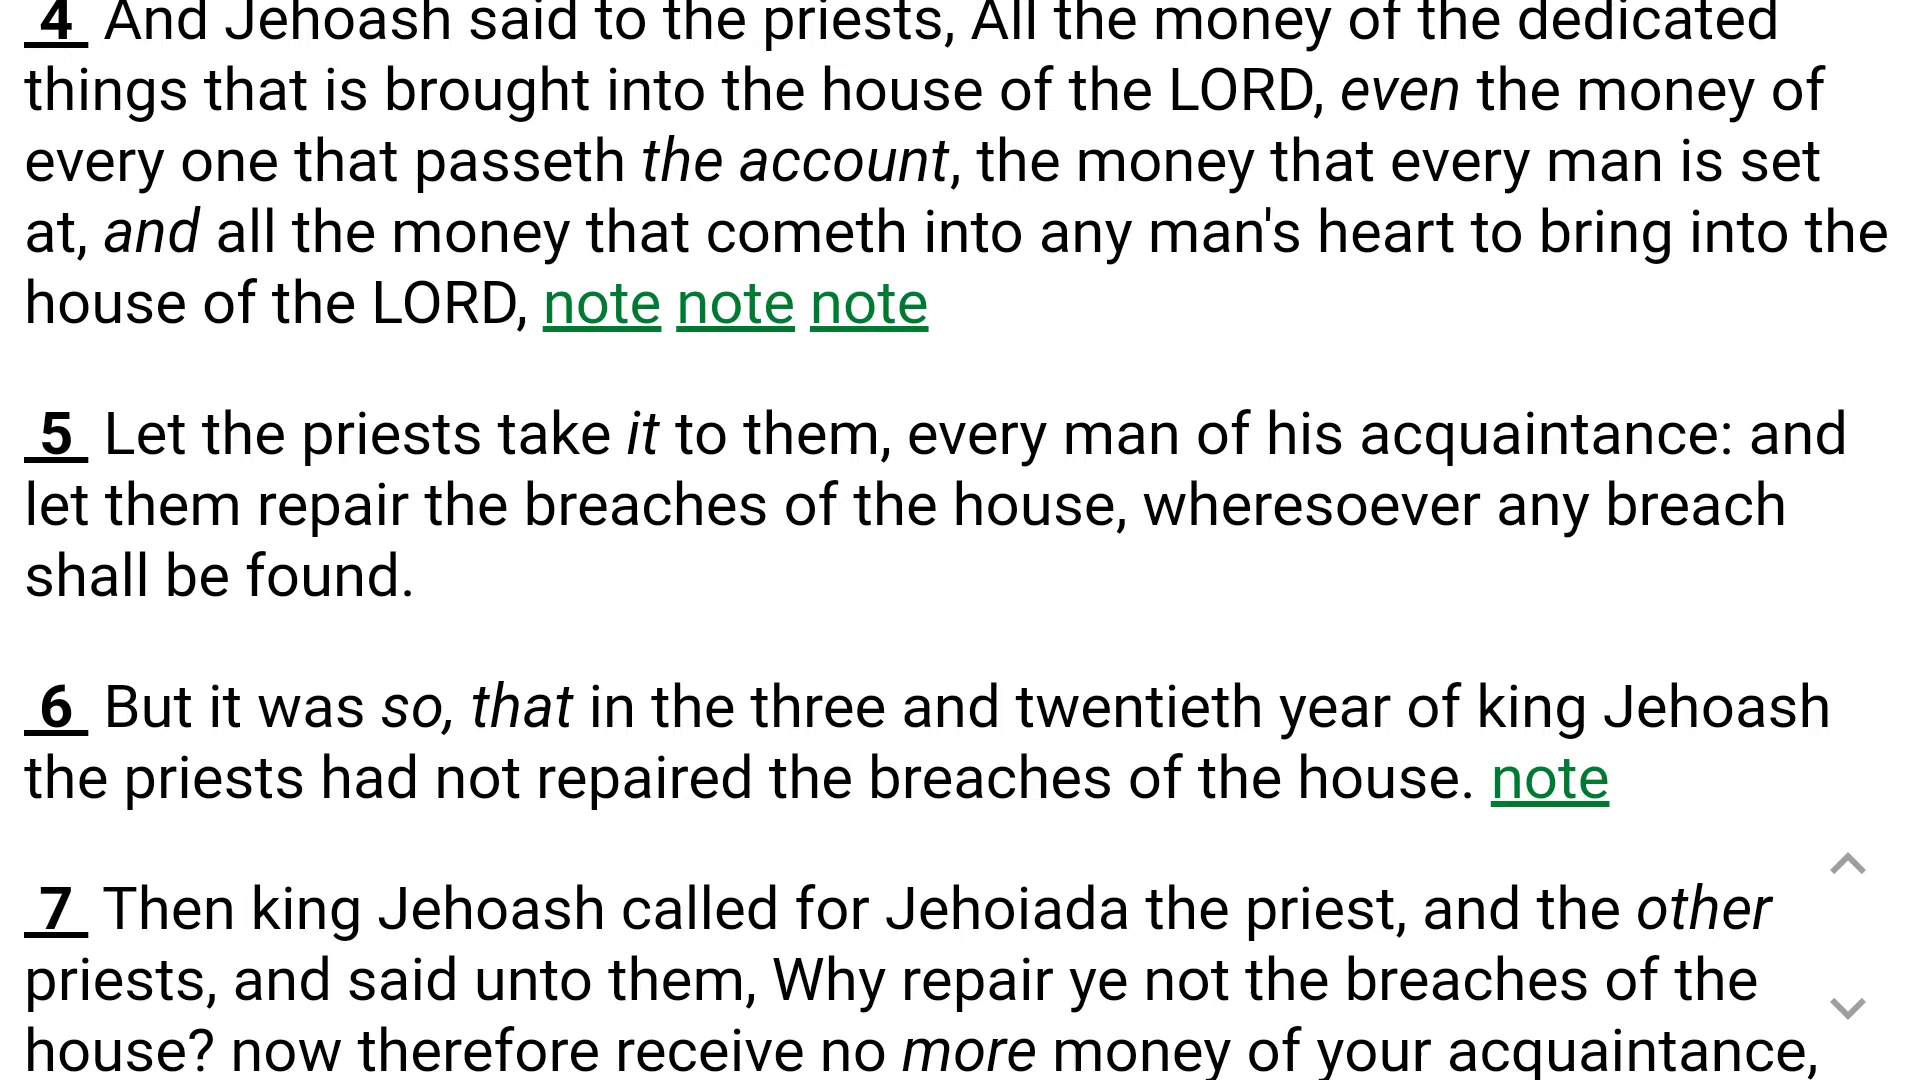 4 And Jehoash said to the priests, All the money of the dedicated
things that is brought into the house of the LORD, even the money of
every one that passeth the account, the money that every man is set
at, and all the money that cometh into any man's heart to bring into the
house of the LORD, note note note
5 Let the priests take it to them, every man of his acquaintance: and
let them repair the breaches of the house, wheresoever any breach
shall be found.
6 But it was so, that in the three and twentieth year of king Jehoash
the priests had not repaired the breaches of the house. note
7 Then king Jehoash called for Jehoiada the priest, and the other
priests, and said unto them, Why repair ye not the breaches of the
house? now therefore receive no more money of your acquaintance,